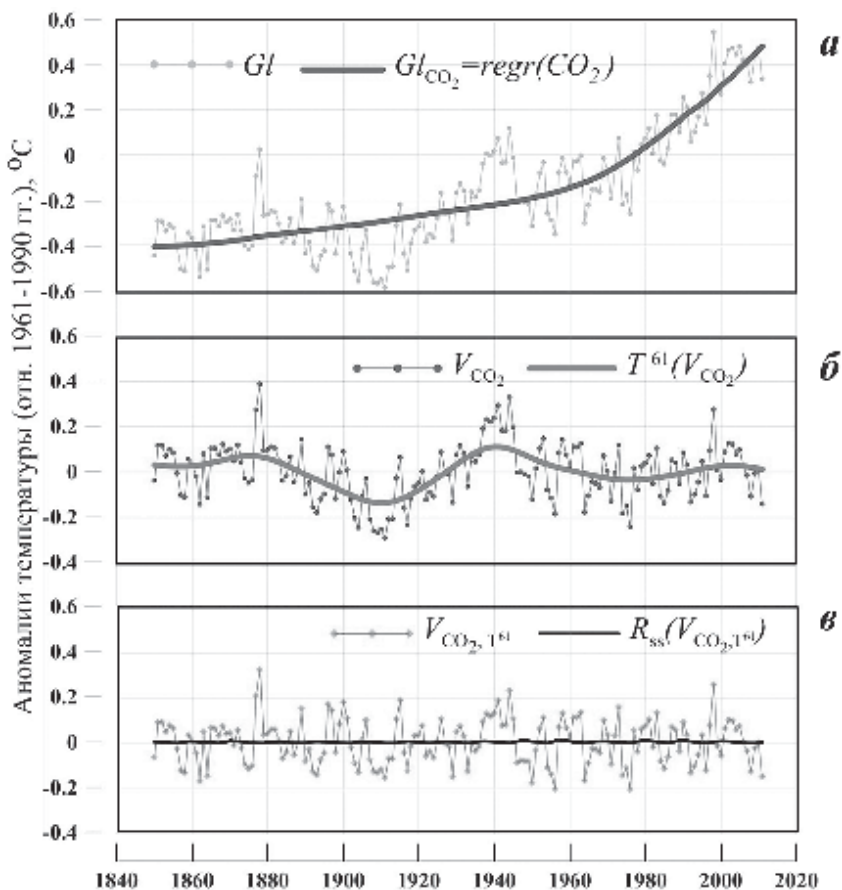 Аномалии температуры (отн. 1961-1990 гг.), °C
0.6
0.4
0.2
0
-0.2
-0.4
-0.6
Gl
Gl_CO₂=regr(CO₂)
а
0.6
0.4
0.2
0
-0.2
-0.4
V_CO₂
T⁶¹(V_CO₂)
б
0.6
0.4
0.2
0
-0.2
-0.4
V_CO₂, T⁶¹
R_ss(V_CO₂,T⁶¹)
в
1840 1860 1880 1900 1920 1940 1960 1980 2000 2020